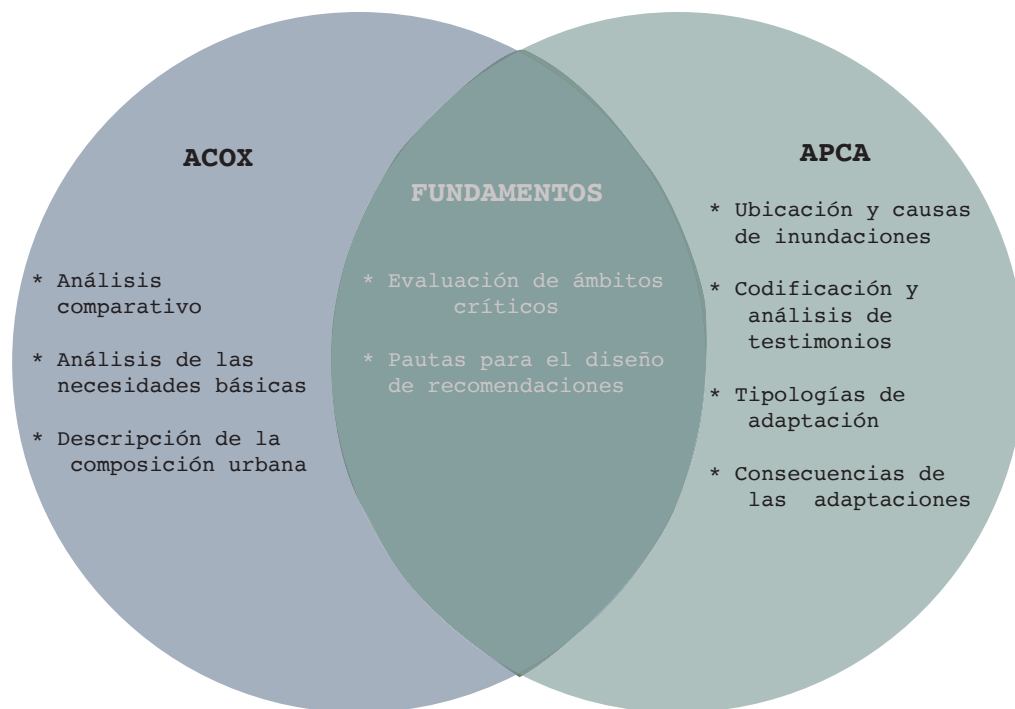 ACOX
* Análisis
comparativo
* Análisis de las
necesidades básicas
* Descripción de la
composición urbana
FUNDAMENTOS
* Evaluación de ámbitos
críticos
* Pautas para el diseño
de recomendaciones
APCA
* Ubicación y causas
de inundaciones
* Codificación y
análisis de
testimonios
* Tipologías de
adaptación
* Consecuencias de
las adaptaciones